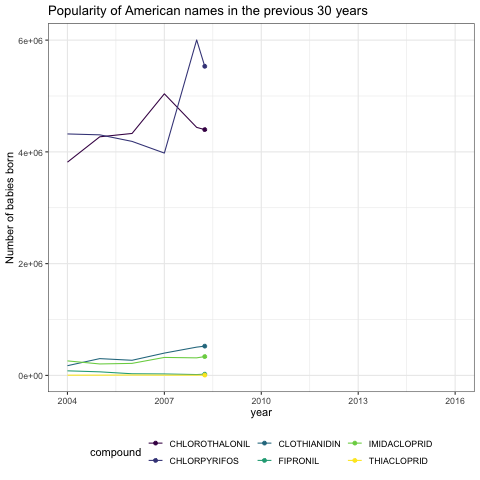 Popularity of American names in the previous 30 years
Number of babies born
6e+06
4e+06
2e+06
0e+00
2004 2007 2010 2013 2016
year
compound
CHLOROTHALONIL CLOTHIANIDIN IMIDACLOPRID
CHLORPYRIFOS FIPRONIL THIACLOPRID